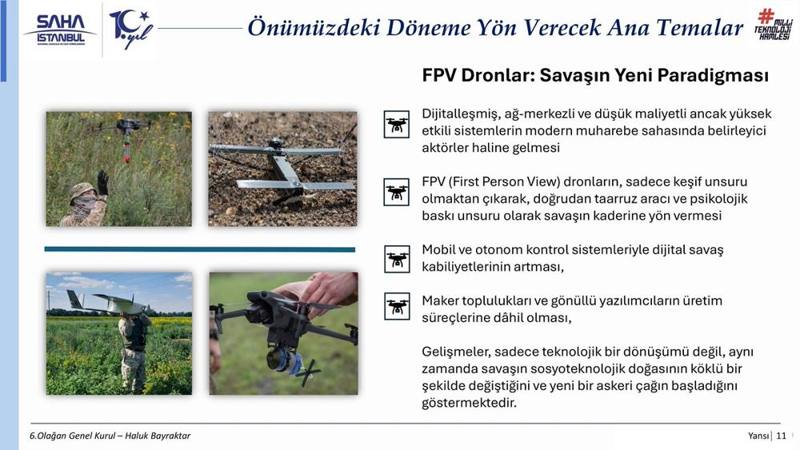 SAHA
İSTANBUL
10.yıl
Önümüzdeki Döneme Yön Verecek Ana Temalar
#MİLLİ
TEKNOLOJİ
HAMLESİ
FPV Dronlar: Savaşın Yeni Paradigması
Dijitalleşmiş, ağ-merkezli ve düşük maliyetli ancak yüksek
etkili sistemlerin modern muharebe sahasında belirleyici
aktörler haline gelmesi
FPV (First Person View) dronların, sadece keşif unsuru
olmaktan çıkarak, doğrudan taarruz aracı ve psikolojik
baskı unsuru olarak savaşın kaderine yön vermesi
Mobil ve otonom kontrol sistemleriyle dijital savaş
kabiliyetlerinin artması,
Maker toplulukları ve gönüllü yazılımcıların üretim
süreçlerine dâhil olması,
Gelişmeler, sadece teknolojik bir dönüşümü değil, aynı
zamanda savaşın sosyoteknolojik doğasının köklü bir
şekilde değiştiğini ve yeni bir askeri çağın başladığını
göstermektedir.
6.Olağan Genel Kurul – Haluk Bayraktar
Yansı| 11